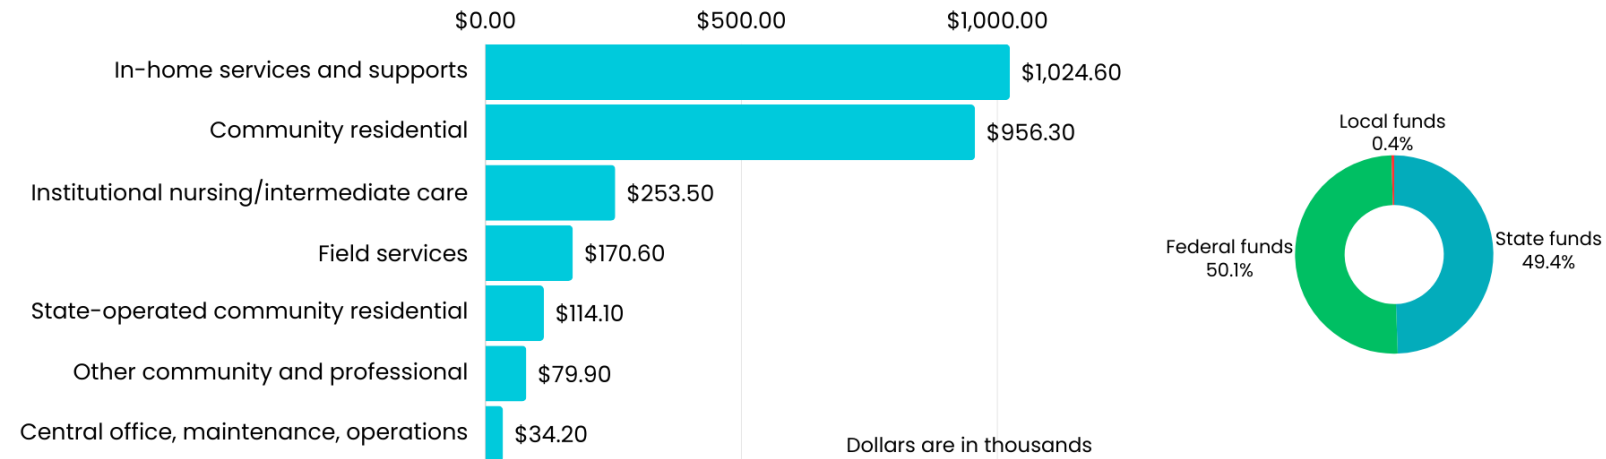 $0.00 $500.00 $1,000.00
In-home services and supports $1,024.60
Community residential $956.30
Institutional nursing/intermediate care $253.50
Field services $170.60
State-operated community residential $114.10
Other community and professional $79.90
Central office, maintenance, operations $34.20
Dollars are in thousands
Local funds
0.4%
Federal funds
50.1%
State funds
49.4%